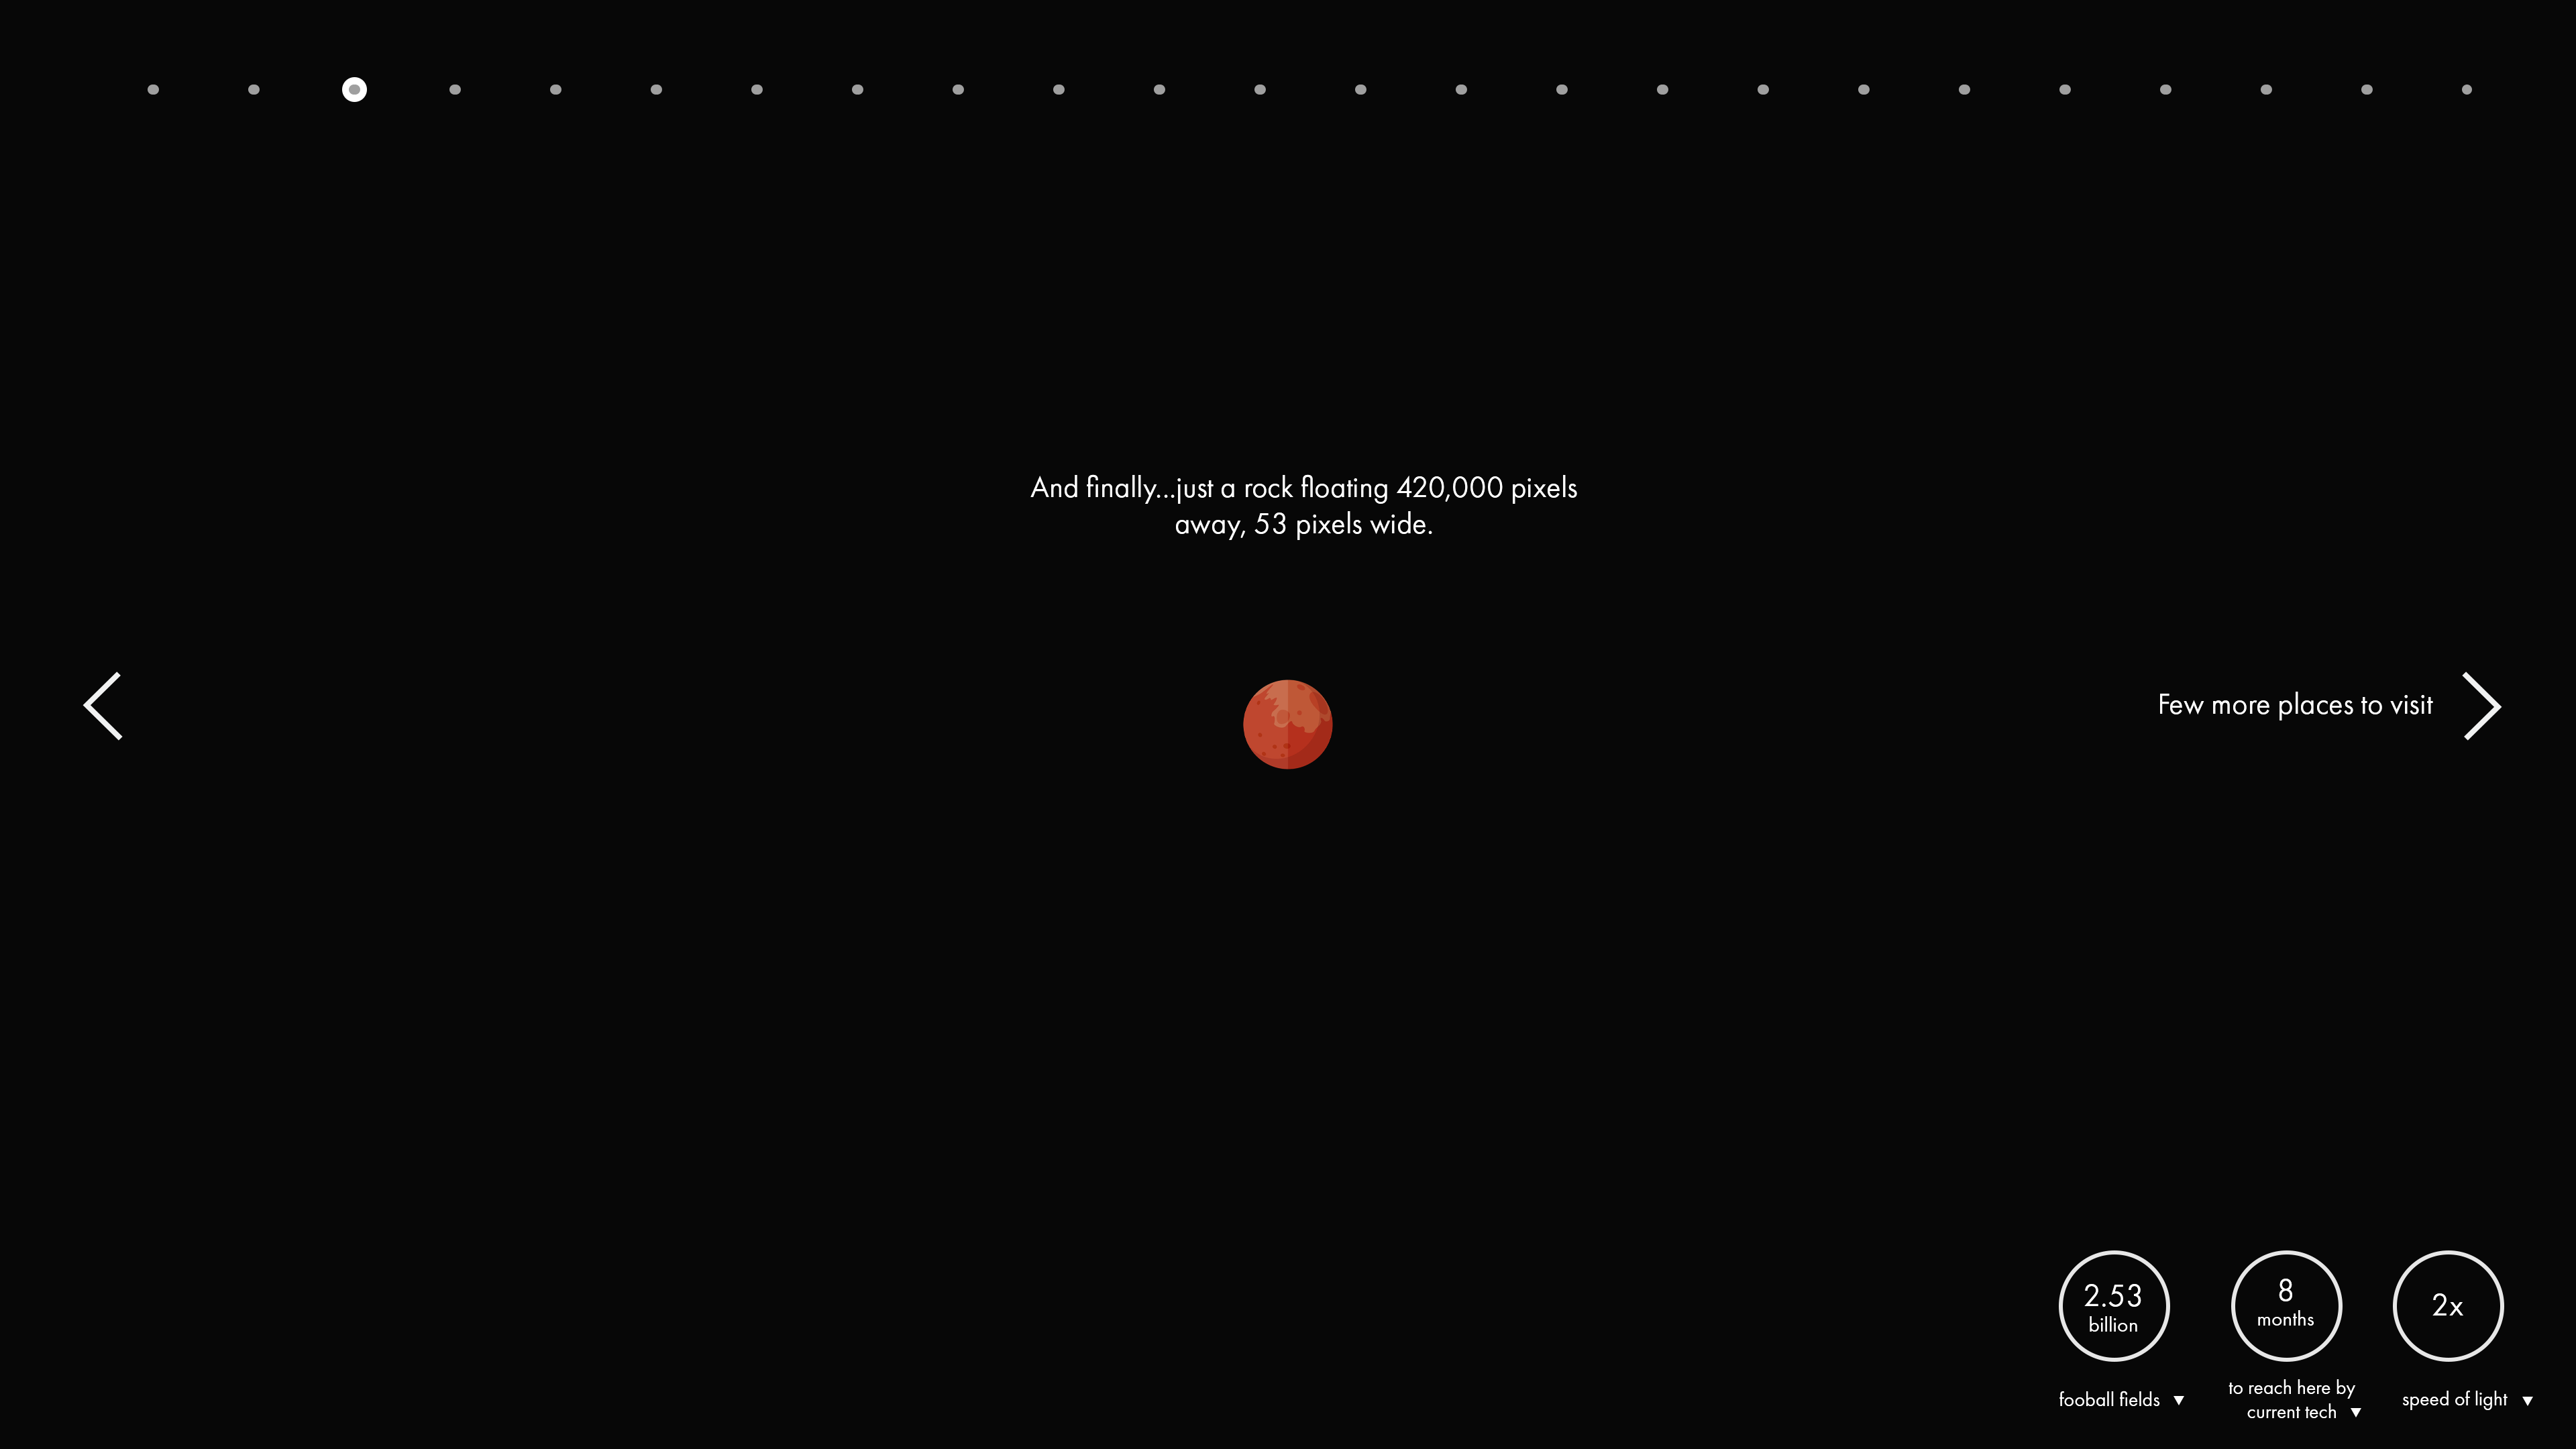 And finally...just a rock floating 420,000 pixels
away, 53 pixels wide.
Few more places to visit
2.53
billion
fooball fields
8
months
to reach here by
current tech
2x
speed of light